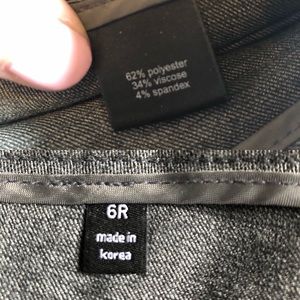 62% polyester
34% viscose
4% spandex
6R
made in
korea